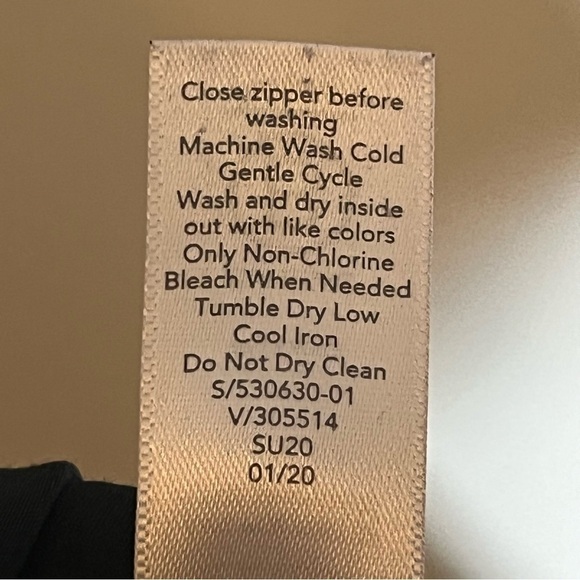 Close zipper before
washing
Machine Wash Cold
Gentle Cycle
Wash and dry inside
out with like colors
Only Non-Chlorine
Bleach When Needed
Tumble Dry Low
Cool Iron
Do Not Dry Clean
S/530630-01
V/305514
SU20
01/20